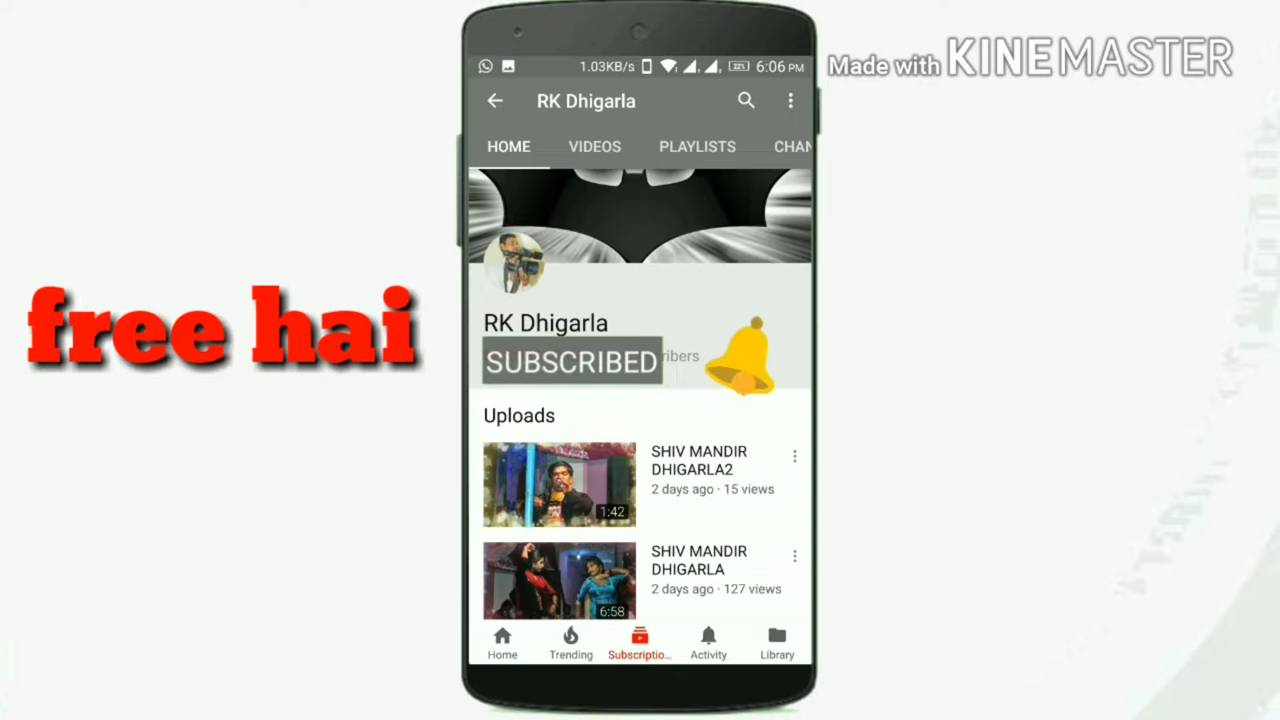 Made with KINEMASTER
1.03KB/s 22% 6:06 PM
RK Dhigarla
HOME VIDEOS PLAYLISTS CHAN
free hai
RK Dhigarla
SUBSCRIBED ribers
Uploads
SHIV MANDIR
DHIGARLA2
2 days ago · 15 views
1:42
SHIV MANDIR
DHIGARLA
2 days ago · 127 views
6:58
Home Trending Subscriptio... Activity Library